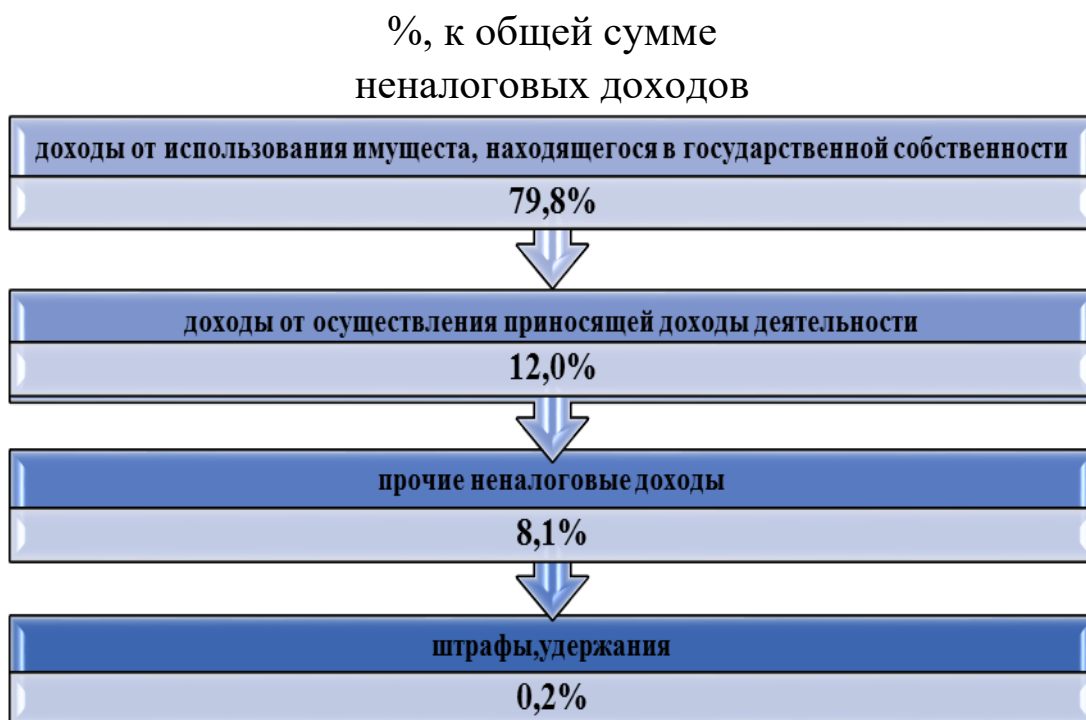 %, к общей сумме
неналоговых доходов
доходы от использования имущеста, находящегося в государственной собственности
79,8%
доходы от осуществления приносящей доходы деятельности
12,0%
прочие неналоговые доходы
8,1%
штрафы,удержания
0,2%